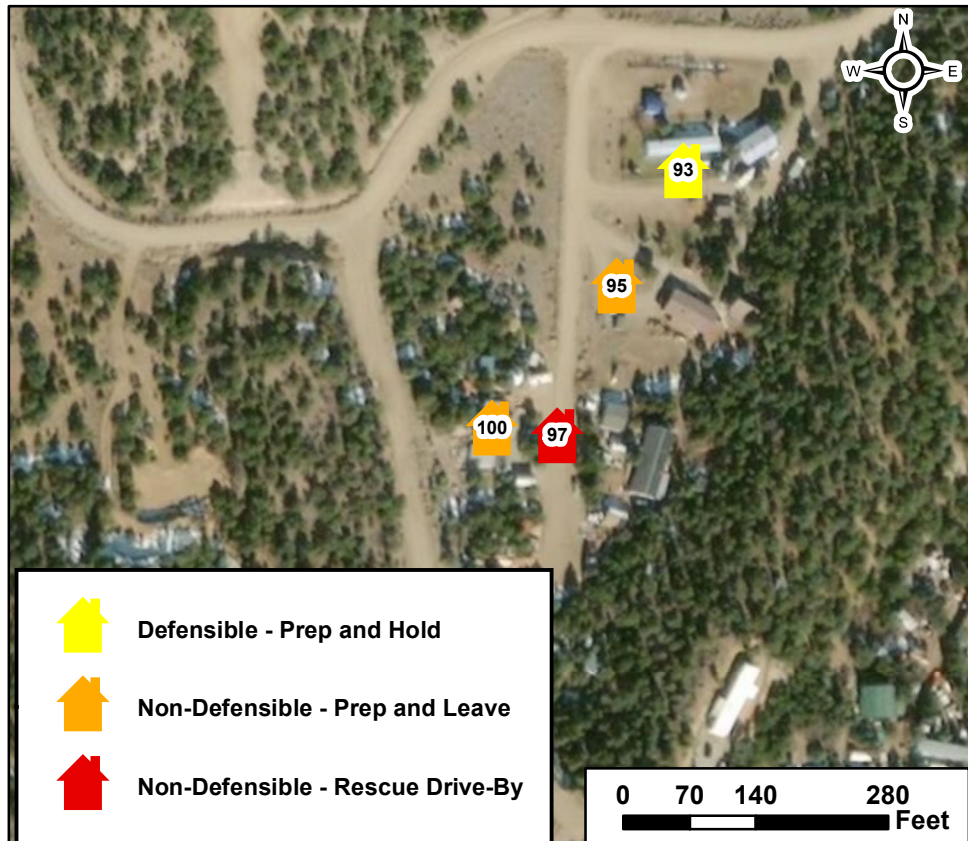 N
W E
S
93
95
100
97
Defensible - Prep and Hold
Non-Defensible - Prep and Leave
Non-Defensible - Rescue Drive-By
0 70 140 280
Feet